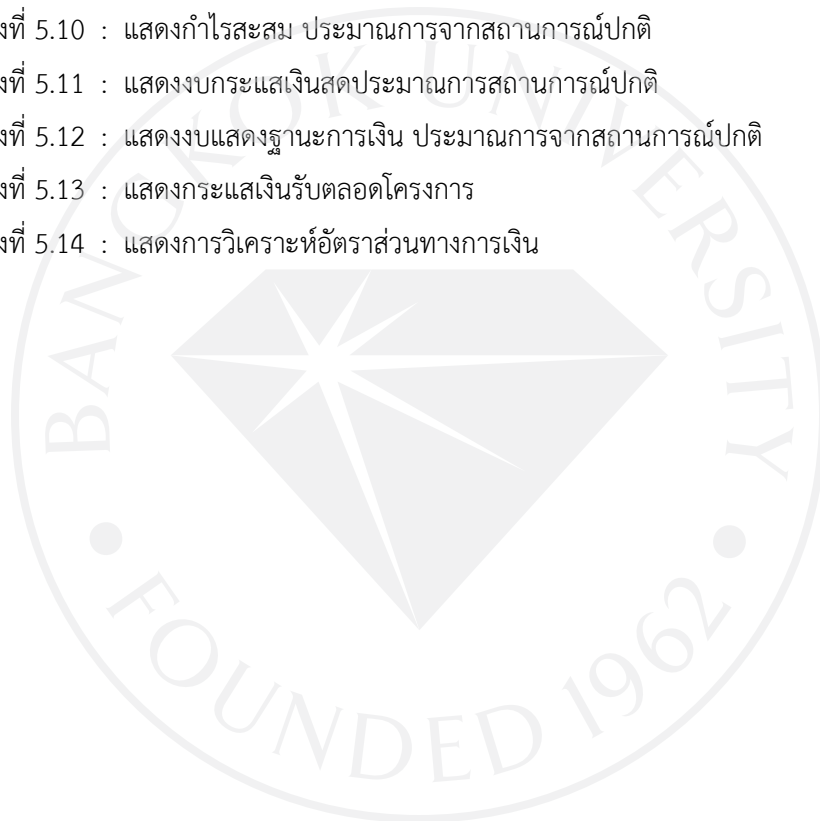 งที่ 5.10 : แสดงกำไรสะสม ประมาณการจากสถานการณ์ปกติ
งที่ 5.11 : แสดงงบกระแสเงินสดประมาณการสถานการณ์ปกติ
งที่ 5.12 : แสดงงบแสดงฐานะการเงิน ประมาณการจากสถานการณ์ปกติ
งที่ 5.13 : แสดงกระแสเงินรับตลอดโครงการ
งที่ 5.14 : แสดงการวิเคราะห์อัตราส่วนทางการเงิน
BANGKOK UNIVERSITY
• FOUNDED 1962 •